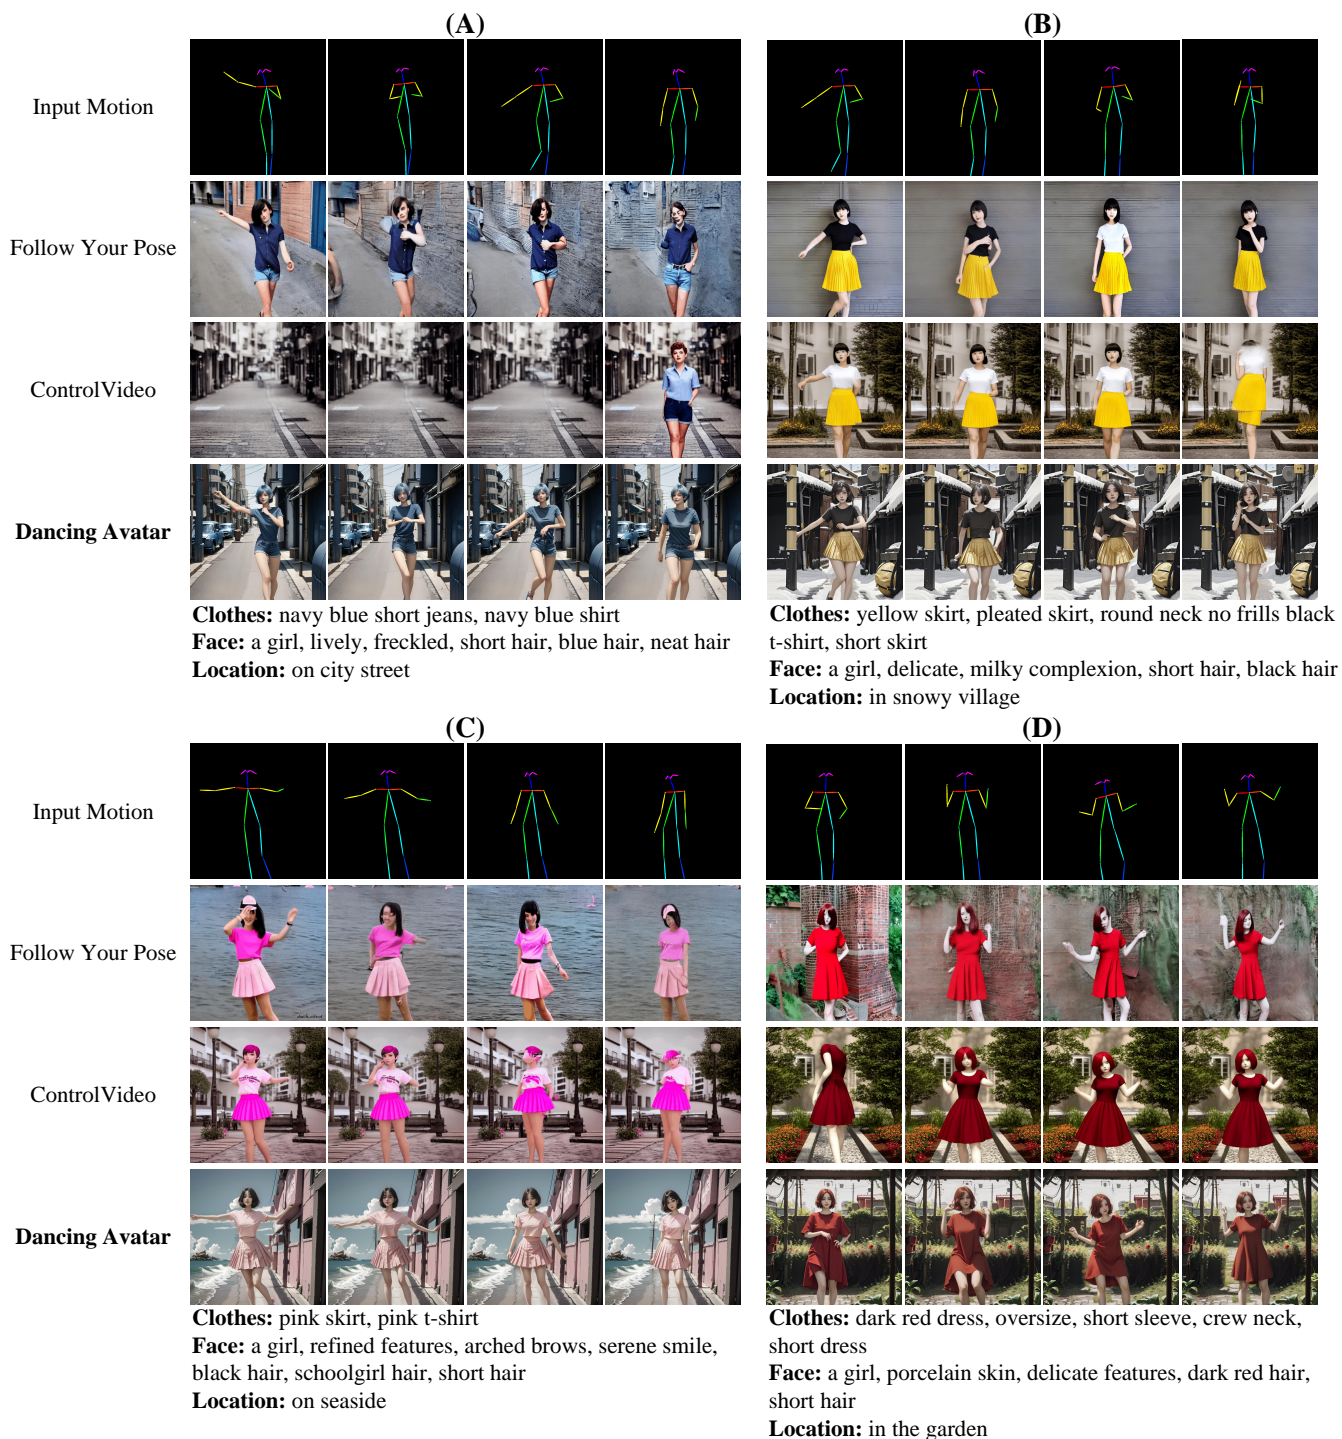 (A)
(B)
Input Motion
Follow Your Pose
ControlVideo
Dancing Avatar
Clothes: navy blue short jeans, navy blue shirt
Face: a girl, lively, freckled, short hair, blue hair, neat hair
Location: on city street
Clothes: yellow skirt, pleated skirt, round neck no frills black
t-shirt, short skirt
Face: a girl, delicate, milky complexion, short hair, black hair
Location: in snowy village
(C)
(D)
Input Motion
Follow Your Pose
ControlVideo
Dancing Avatar
Clothes: pink skirt, pink t-shirt
Face: a girl, refined features, arched brows, serene smile,
black hair, schoolgirl hair, short hair
Location: on seaside
Clothes: dark red dress, oversize, short sleeve, crew neck,
short dress
Face: a girl, porcelain skin, delicate features, dark red hair,
short hair
Location: in the garden